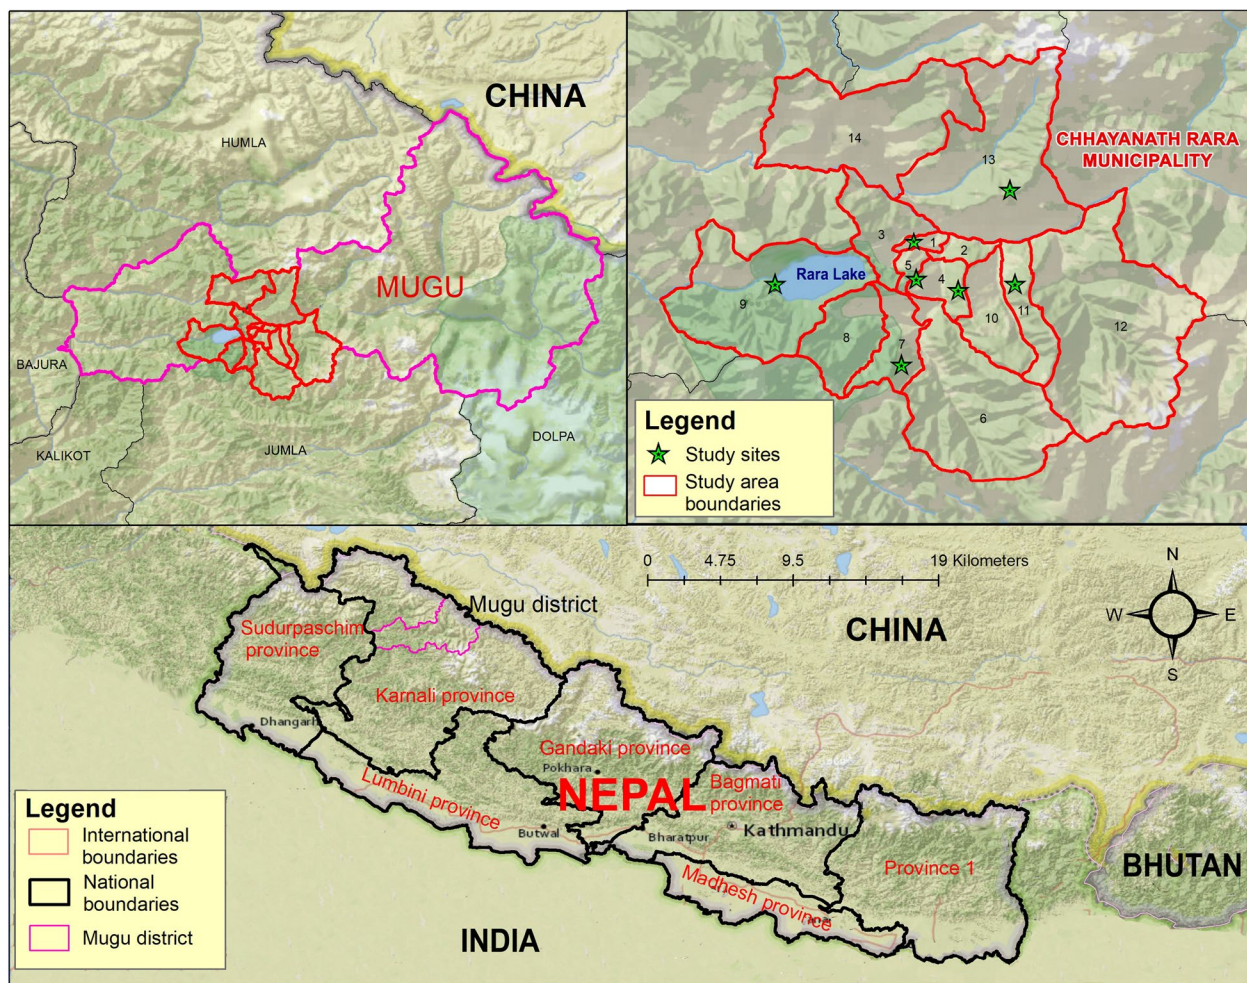 CHINA
HUMLA
MUGU
BAJURA
KALIKOT
JUMLA
DOLPA
14
13
CHHAYANATH RARA
MUNICIPALITY
3
1
2
Rara Lake
5
4
9
10
11
8
12
7
6
Legend
Study sites
Study area
boundaries
0 4.75 9.5 19 Kilometers
N
W
E
S
Mugu district
CHINA
Sudurpaschim
province
Karnali province
Dhangarh
Gandaki province
Pokhara
NEPAL
Bagmati
province
Lumbini province
Butwal
Bharatpur
Kathmandu
Province 1
Madhesh province
BHUTAN
INDIA
Legend
International
boundaries
National
boundaries
Mugu district